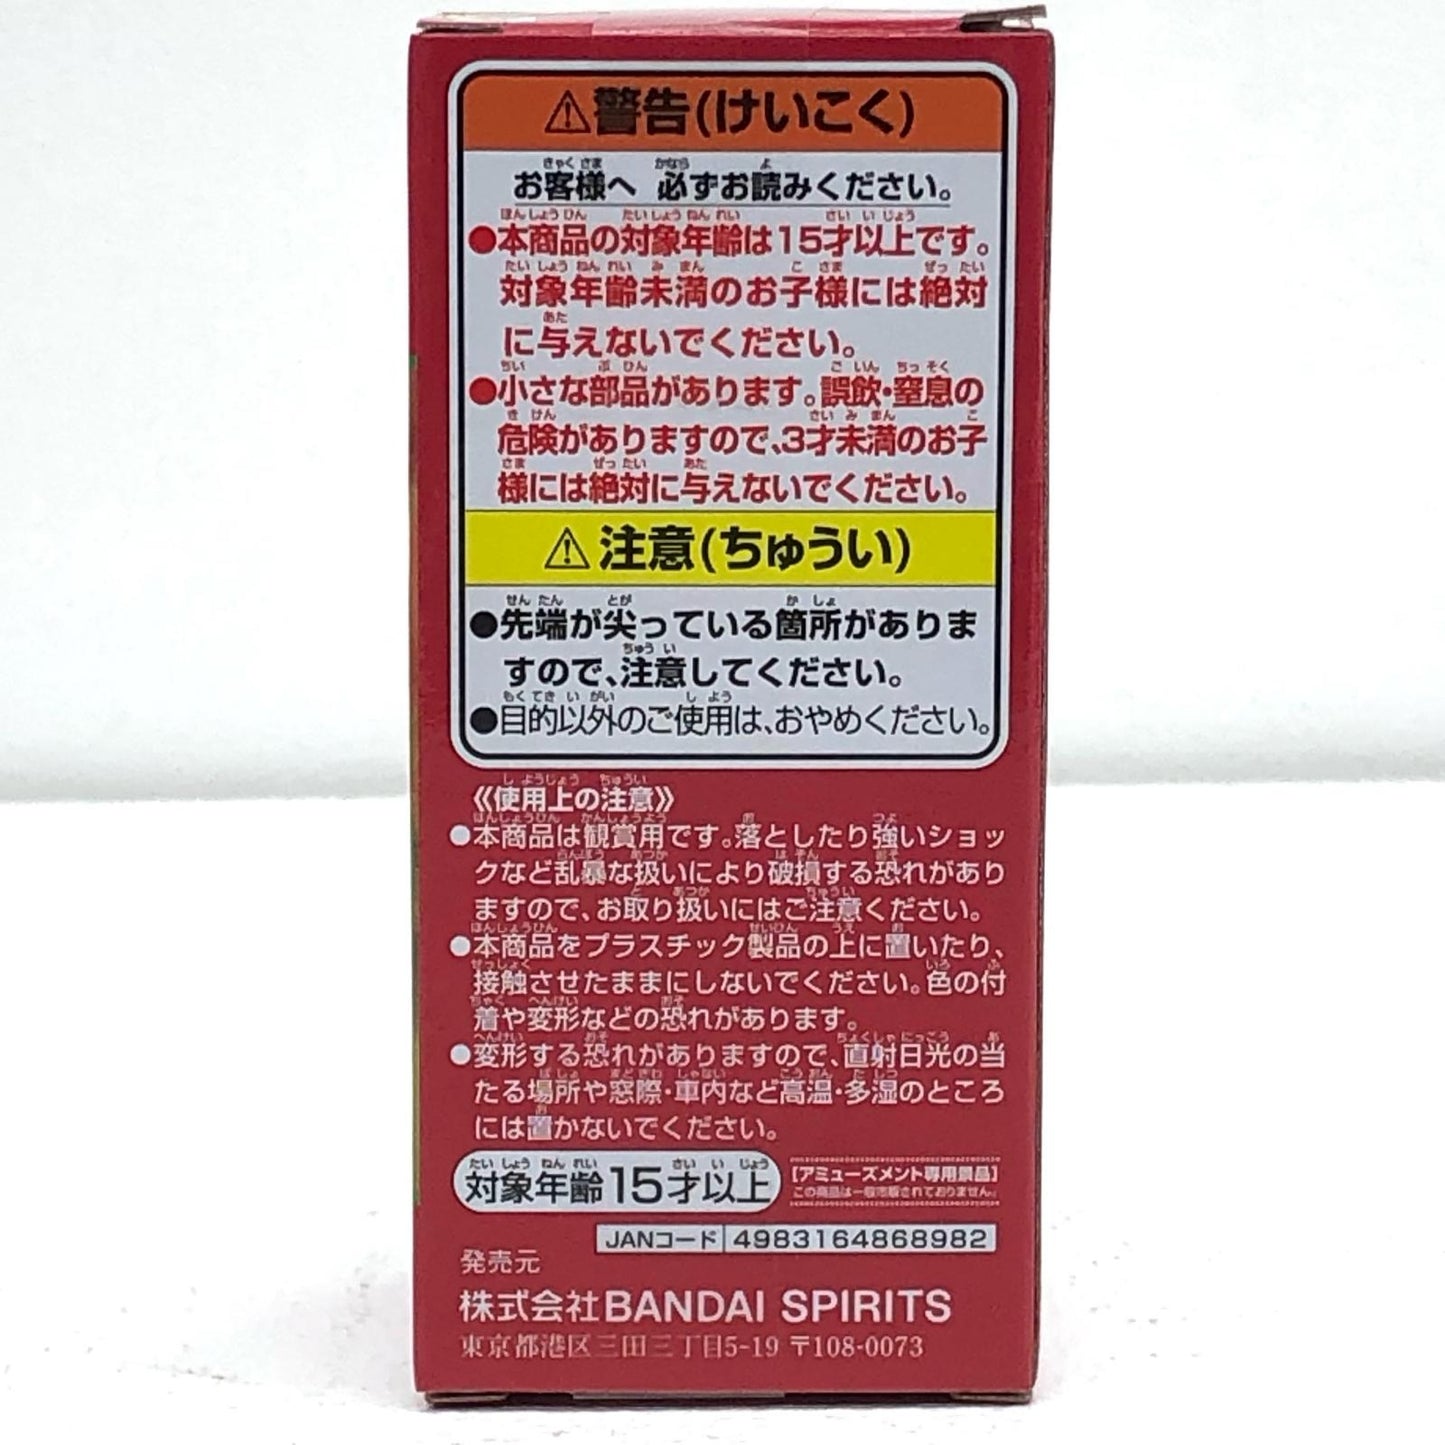 ⚠警告(けいこく)
お客様へ 必ずお読みください。
●本商品の対象年齢は15才以上です。
対象年齢未満のお子様には絶対
に与えないでください。
●小さな部品があります。誤飲・窒息の
危険がありますので、3才未満のお子
様には絶対に与えないでください。
⚠注意(ちゅうい)
●先端が尖っている箇所がありま
すので、注意してください。
●目的以外のご使用は、おやめください。
《使用上の注意》
●本商品は観賞用です。落としたり強いショッ
クなど乱暴な扱いにより破損する恐れがあり
ますので、お取り扱いにはご注意ください。
●本商品をプラスチック製品の上に置いたり、
接触させたままにしないでください。色の付
着や変形などの恐れがあります。
●変形する恐れがありますので、直射日光の当
たる場所や窓際・車内など高温・多湿のところ
には置かないでください。
対象年齢15才以上
[アミューズメント専用景品]
この商品は一般市販されておりません。
JANコード 4983164868982
発売元
株式会社BANDAI SPIRITS
東京都港区三田三丁目5-19 〒108-0073